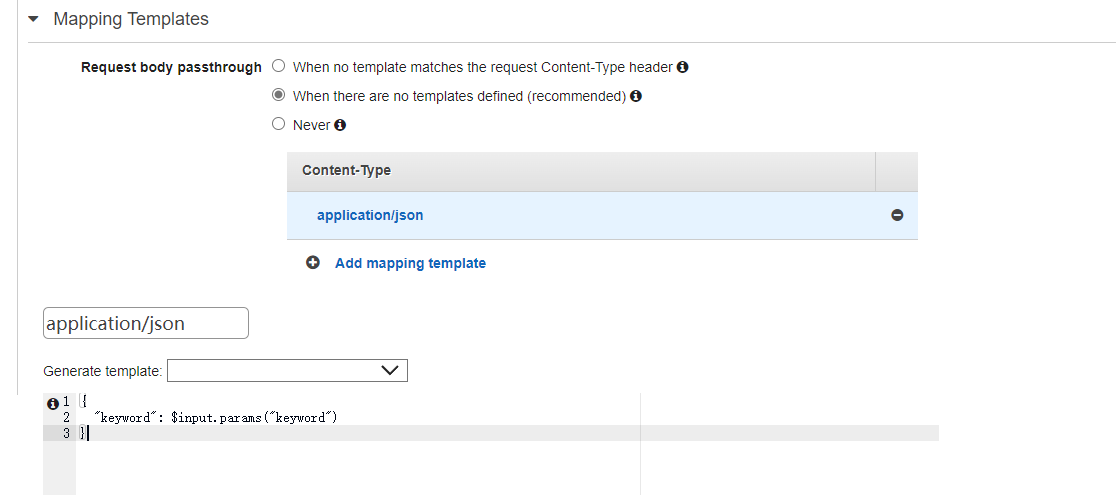 Mapping Templates
Request body passthrough
When no template matches the request Content-Type header
When there are no templates defined (recommended)
Never
Content-Type
application/json
Add mapping template
application/json
Generate template:
1 {
2 "keyword": $input.params("keyword")
3 }